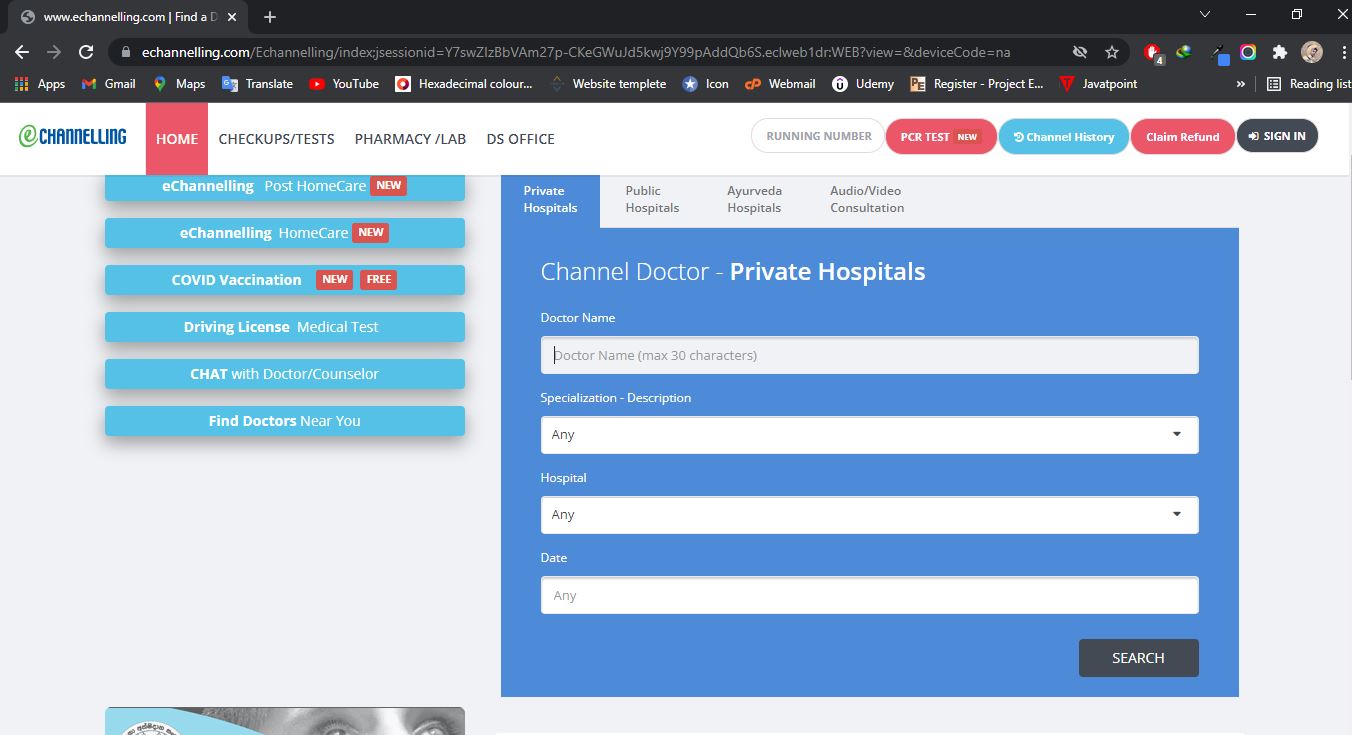 www.echannelling.com | Find a D
echannelling.com/Echannelling/index;jsessionid=Y7swZIzBbVAm27p-CKeGWuJd5kwj9Y99pAddQb6S.eclweb1dr:WEB?view=&deviceCode=na
4
Apps Gmail Maps Translate YouTube Hexadecimal colour... Website templete Icon Webmail Udemy Register - Project E... Javatpoint » Reading list
eCHANNELLING HOME CHECKUPS/TESTS PHARMACY /LAB DS OFFICE RUNNING NUMBER PCR TEST NEW Channel History Claim Refund SIGN IN
eChannelling Post HomeCare NEW
eChannelling HomeCare NEW
COVID Vaccination NEW FREE
Driving License Medical Test
CHAT with Doctor/Counselor
Find Doctors Near You
Private
Hospitals
Public
Hospitals
Ayurveda
Hospitals
Audio/Video
Consultation
Channel Doctor - Private Hospitals
Doctor Name
Doctor Name (max 30 characters)
Specialization - Description
Any
Hospital
Any
Date
Any
SEARCH